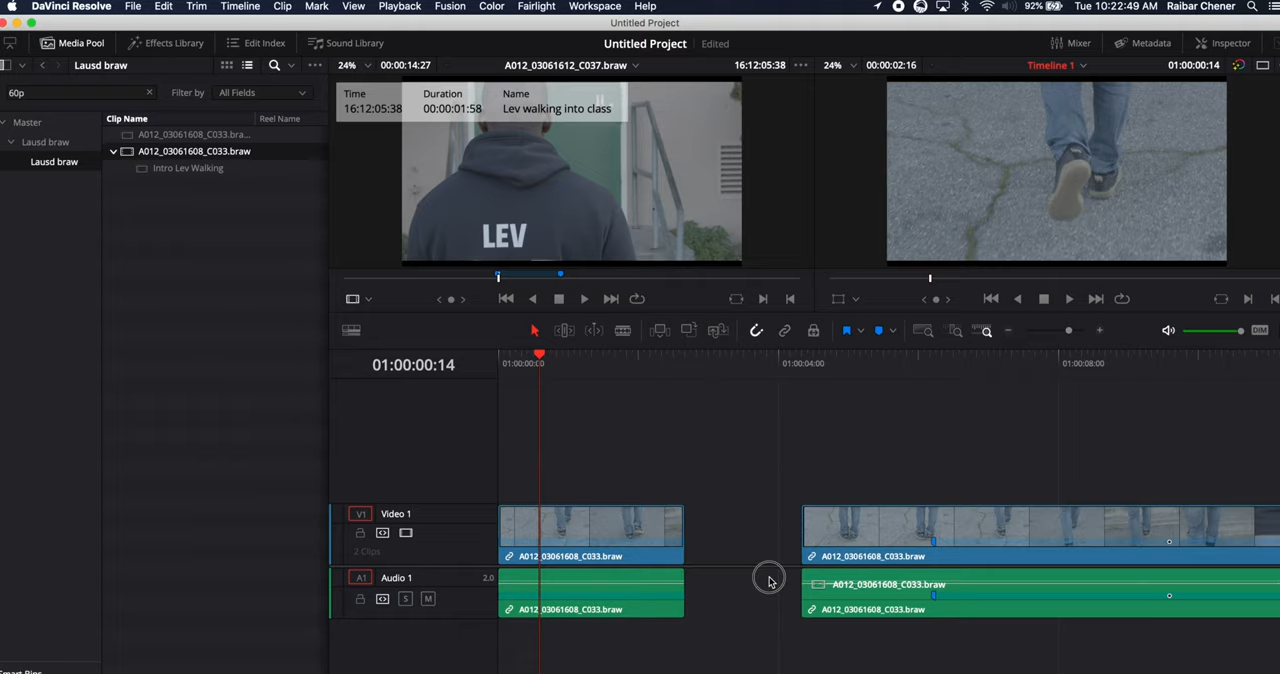 DaVinci Resolve File Edit Trim Timeline Clip Mark View Playback Fusion Color Fairlight Workspace Help 92% Tue 10:22:49 AM Raibar Chener
Untitled Project
Media Pool Effects Library Edit Index Sound Library Untitled Project Edited Mixer Metadata Inspector
Lausd braw 24% 00:00:14:27 A012_03061612_C037.braw 16:12:05:38 24% 00:00:02:16 Timeline 1 01:00:00:14
60p Filter by All Fields
Time Duration Name
16:12:05:38 00:00:01:58 Lev walking into class
Master Clip Name Reel Name
A012_03061608_C033.bra...
Lausd braw
A012_03061608_C033.braw
Lausd braw
Intro Lev Walking
LEV
DIM
01:00:00:14 01:00:00:00 01:00:04:00 01:00:08:00
V1 Video 1
2 Clips
A012_03061608_C033.braw A012_03061608_C033.braw
A1 Audio 1 2.0
A012_03061608_C033.braw
S M
A012_03061608_C033.braw A012_03061608_C033.braw
Smart Bins